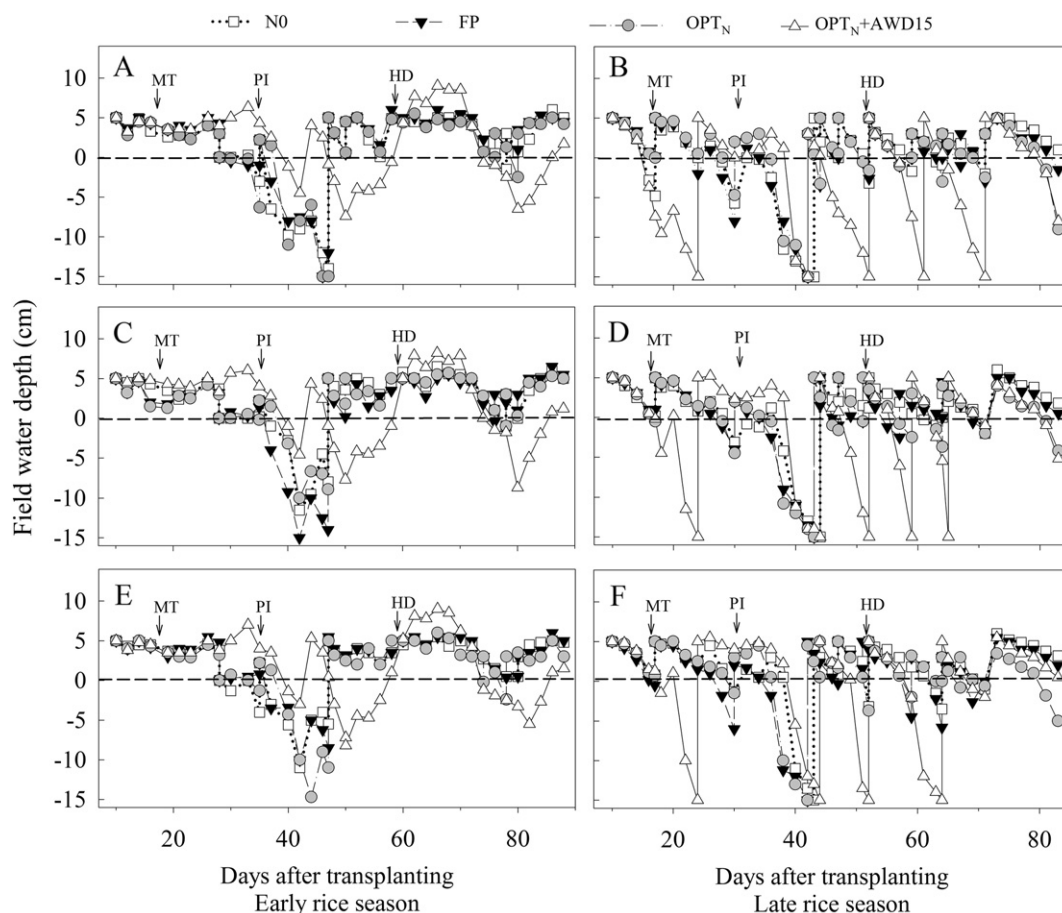 N0 FP OPTN OPTN+AWD15
A MT PI HD
B MT PI HD
10
5
0
-5
-10
-15
C MT PI HD
D MT PI HD
10
5
0
-5
-10
-15
E MT PI HD
F MT PI HD
10
5
0
-5
-10
-15
Field water depth (cm)
20 40 60 80
20 40 60 80
Days after transplanting
Early rice season
Days after transplanting
Late rice season